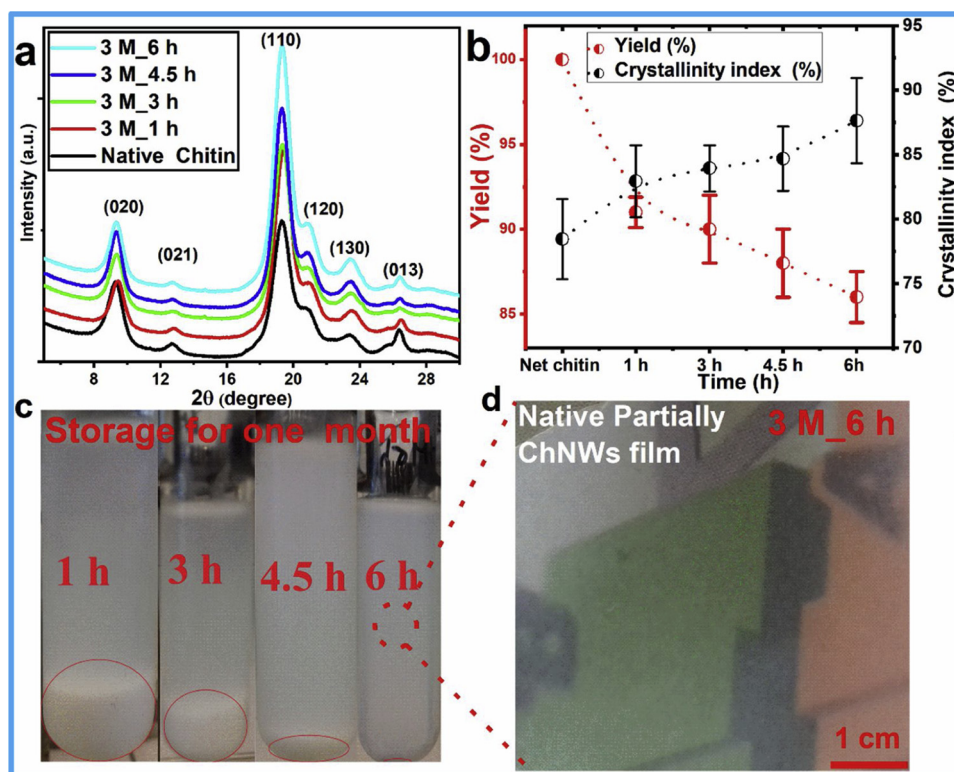 a
3 M_6 h
3 M_4.5 h
3 M_3 h
3 M_1 h
Native Chitin
(110)
(020)
(021)
(120)
(130)
(013)
Intensity (a.u.)
8 12 16 20 24 28
2θ (degree)
b
Yield (%)
Crystallinity index (%)
100
95
90
85
Yield (%)
95
90
85
80
75
70
Crystallinity index (%)
Net chitin 1 h 3 h 4.5 h 6h
Time (h)
c
Storage for one month
1 h 3 h 4.5 h 6 h
d
Native Partially
ChNWs film
3 M_6 h
1 cm